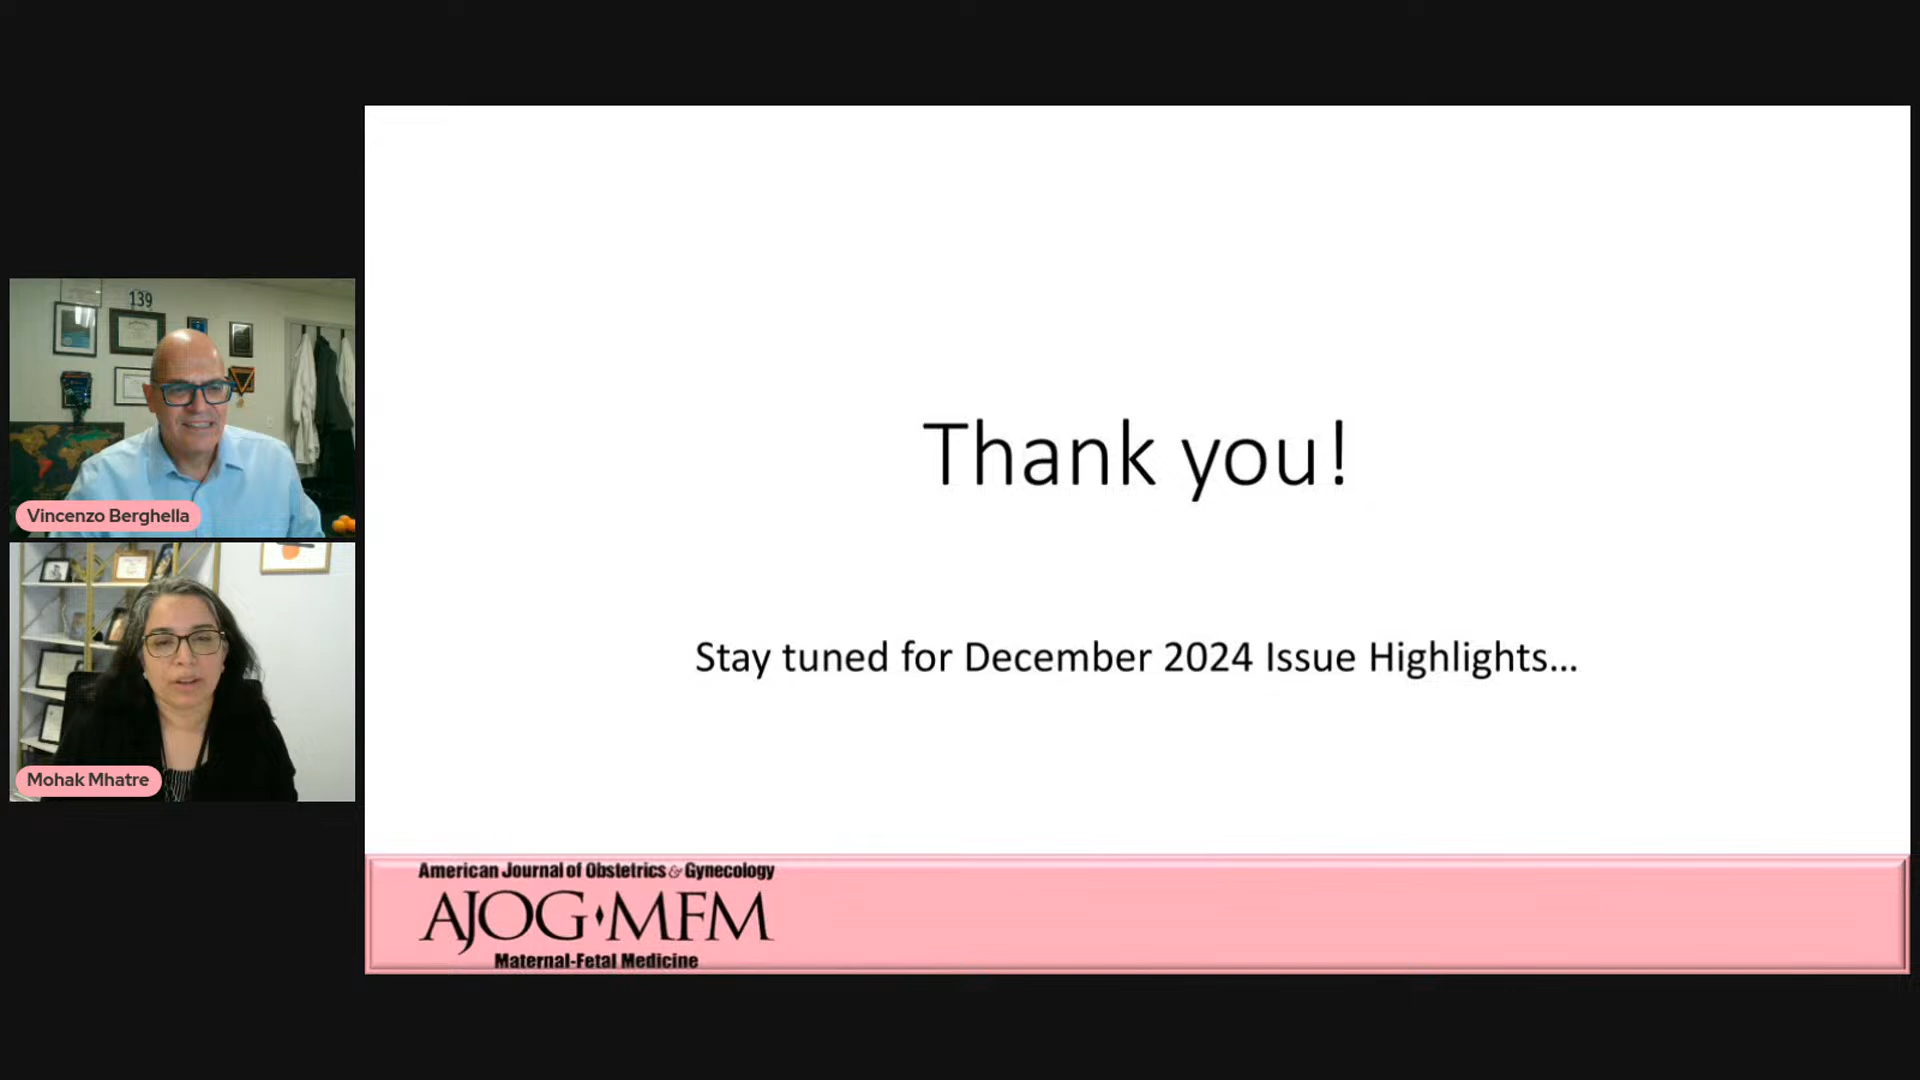 139
Vincenzo Berghella
Mohak Mhatre
Thank you!
Stay tuned for December 2024 Issue Highlights...
American Journal of Obstetrics & Gynecology
AJOG♦MFM
Maternal-Fetal Medicine